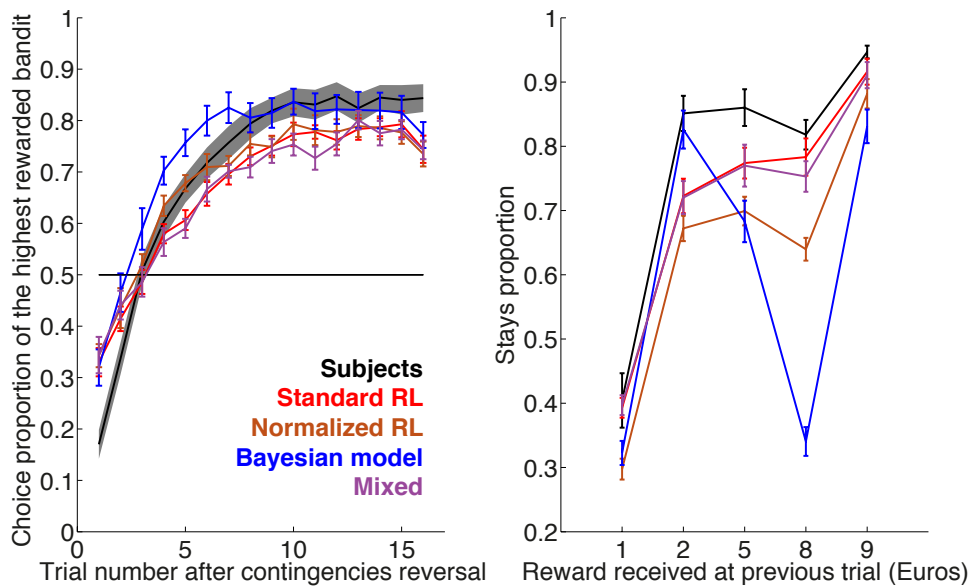 Choice proportion of the highest rewarded bandit
1
0.9
0.8
0.7
0.6
0.5
0.4
0.3
0.2
0.1
0
0 5 10 15
Trial number after contingencies reversal
Subjects
Standard RL
Normalized RL
Bayesian model
Mixed
Stays proportion
1
0.9
0.8
0.7
0.6
0.5
0.4
0.3
0.2
1 2 5 8 9
Reward received at previous trial (Euros)